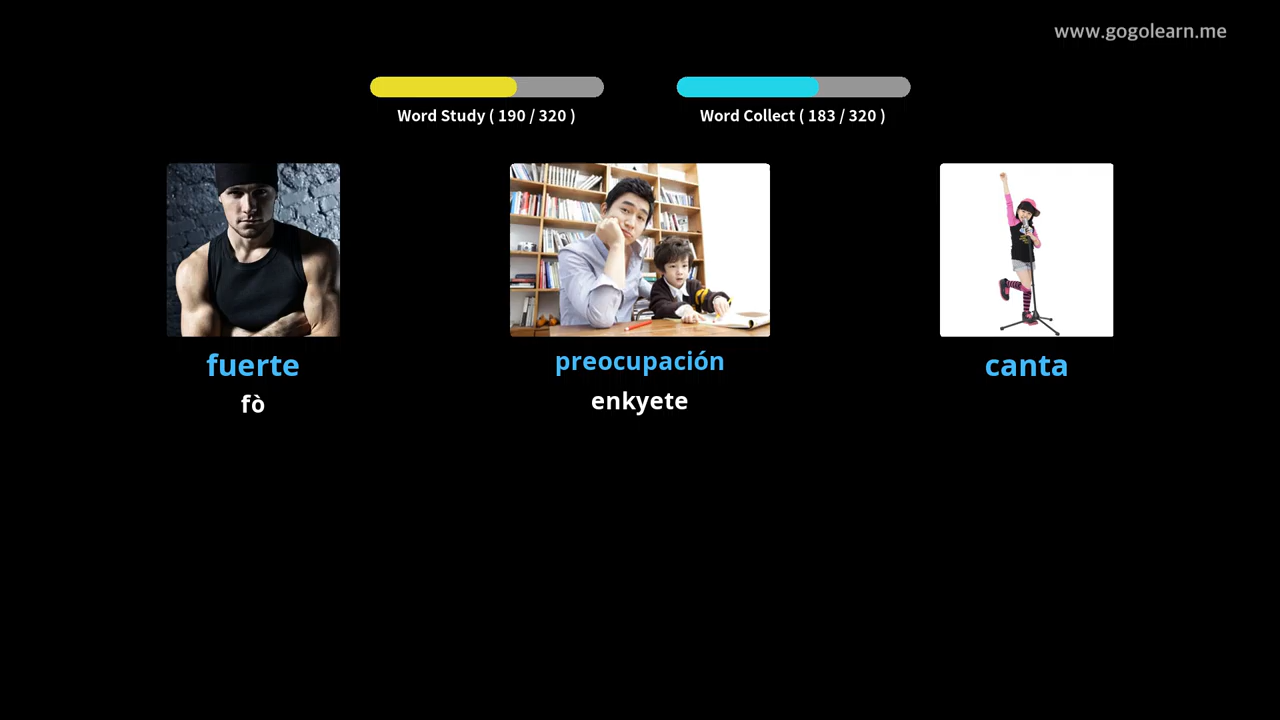 www.gogolearn.me
Word Study ( 190 / 320 )
Word Collect ( 183 / 320 )
fuerte
preocupación
canta
fò
enkyete